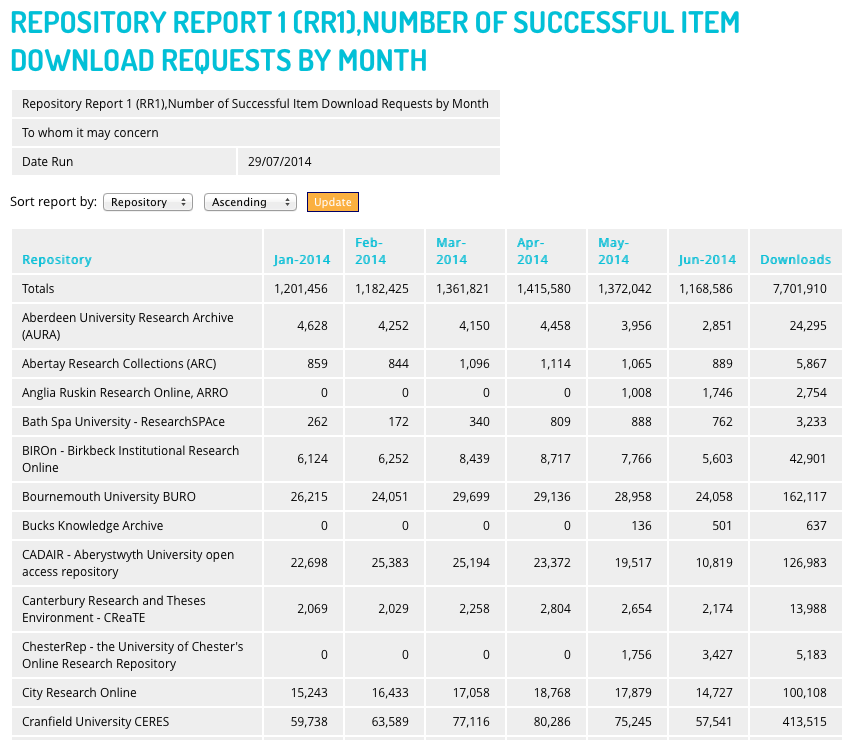 REPOSITORY REPORT 1 (RR1),NUMBER OF SUCCESSFUL ITEM
DOWNLOAD REQUESTS BY MONTH
Repository Report 1 (RR1),Number of Successful Item Download Requests by Month
To whom it may concern
Date Run 29/07/2014
Sort report by: Repository Ascending Update
Repository Jan-2014 Feb-2014 Mar-2014 Apr-2014 May-2014 Jun-2014 Downloads
Totals 1,201,456 1,182,425 1,361,821 1,415,580 1,372,042 1,168,586 7,701,910
Aberdeen University Research Archive
(AURA) 4,628 4,252 4,150 4,458 3,956 2,851 24,295
Abertay Research Collections (ARC) 859 844 1,096 1,114 1,065 889 5,867
Anglia Ruskin Research Online, ARRO 0 0 0 0 1,008 1,746 2,754
Bath Spa University - ResearchSPAce 262 172 340 809 888 762 3,233
BIROn - Birkbeck Institutional Research
Online 6,124 6,252 8,439 8,717 7,766 5,603 42,901
Bournemouth University BURO 26,215 24,051 29,699 29,136 28,958 24,058 162,117
Bucks Knowledge Archive 0 0 0 0 136 501 637
CADAIR - Aberystwyth University open
access repository 22,698 25,383 25,194 23,372 19,517 10,819 126,983
Canterbury Research and Theses
Environment - CReaTE 2,069 2,029 2,258 2,804 2,654 2,174 13,988
ChesterRep - the University of Chester's
Online Research Repository 0 0 0 0 1,756 3,427 5,183
City Research Online 15,243 16,433 17,058 18,768 17,879 14,727 100,108
Cranfield University CERES 59,738 63,589 77,116 80,286 75,245 57,541 413,515